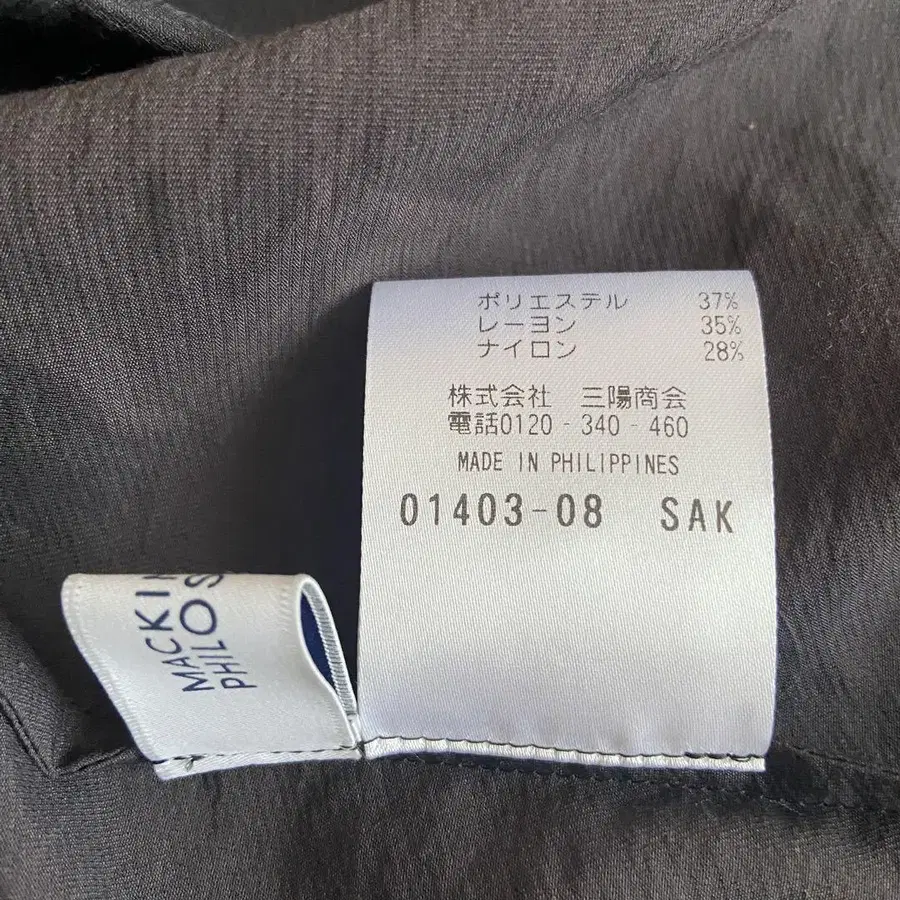 ポリエステル 37%
レーヨン 35%
ナイロン 28%
株式会社 三陽商会
電話0120-340-460
MADE IN PHILIPPINES
01403-08 SAK